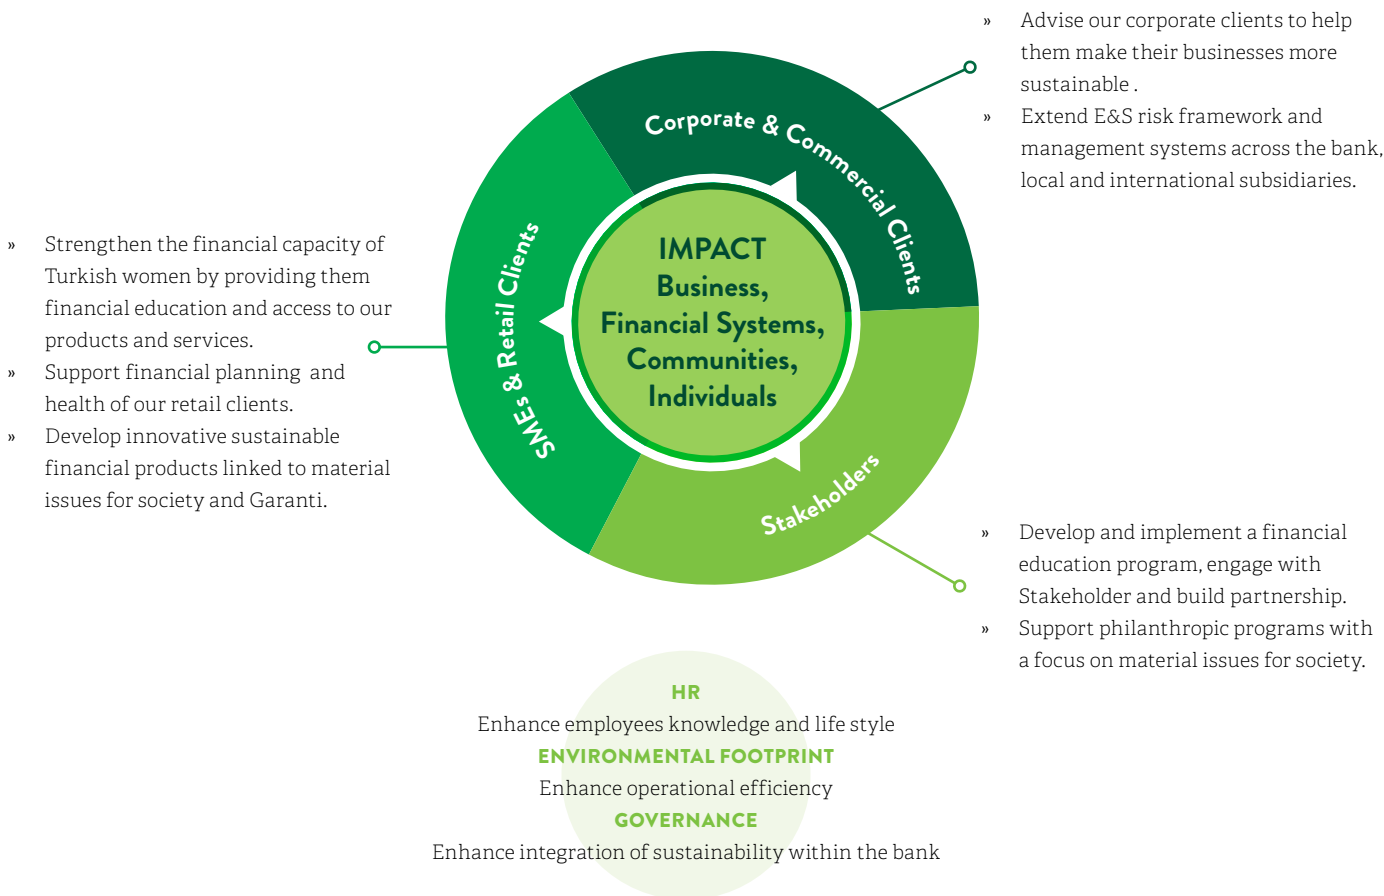 » Advise our corporate clients to help
them make their businesses more
sustainable .
» Extend E&S risk framework and
management systems across the bank,
local and international subsidiaries.
Corporate & Commercial Clients
» Strengthen the financial capacity of
Turkish women by providing them
financial education and access to our
products and services.
» Support financial planning and
health of our retail clients.
» Develop innovative sustainable
financial products linked to material
issues for society and Garanti.
SMEs & Retail Clients
IMPACT
Business,
Financial Systems,
Communities,
Individuals
Stakeholders
» Develop and implement a financial
education program, engage with
Stakeholder and build partnership.
» Support philanthropic programs with
a focus on material issues for society.
HR
Enhance employees knowledge and life style
ENVIRONMENTAL FOOTPRINT
Enhance operational efficiency
GOVERNANCE
Enhance integration of sustainability within the bank